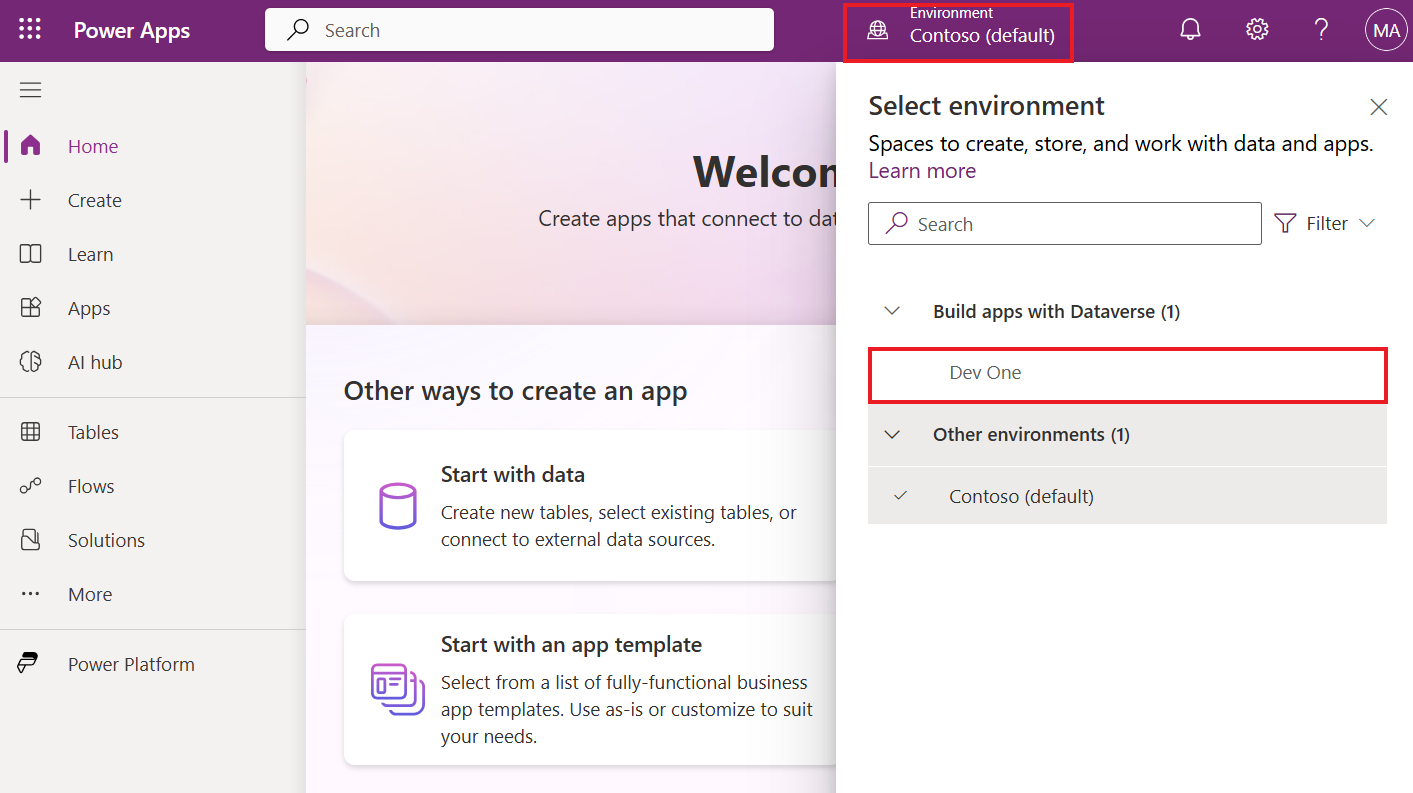 Power Apps
Search
Environment
Contoso (default)
?
MA
Home
Create
Learn
Apps
AI hub
Tables
Flows
Solutions
More
Power Platform
Create apps that connect to
Other ways to create an app
Start with data
Create new tables, select existing tables, or
connect to external data sources.
Start with an app template
Select from a list of fully-functional business
app templates. Use as-is or customize to suit
your needs.
Select environment
Spaces to create, store, and work with data and apps.
Learn more
Search
Filter
Build apps with Dataverse (1)
Dev One
Other environments (1)
Contoso (default)